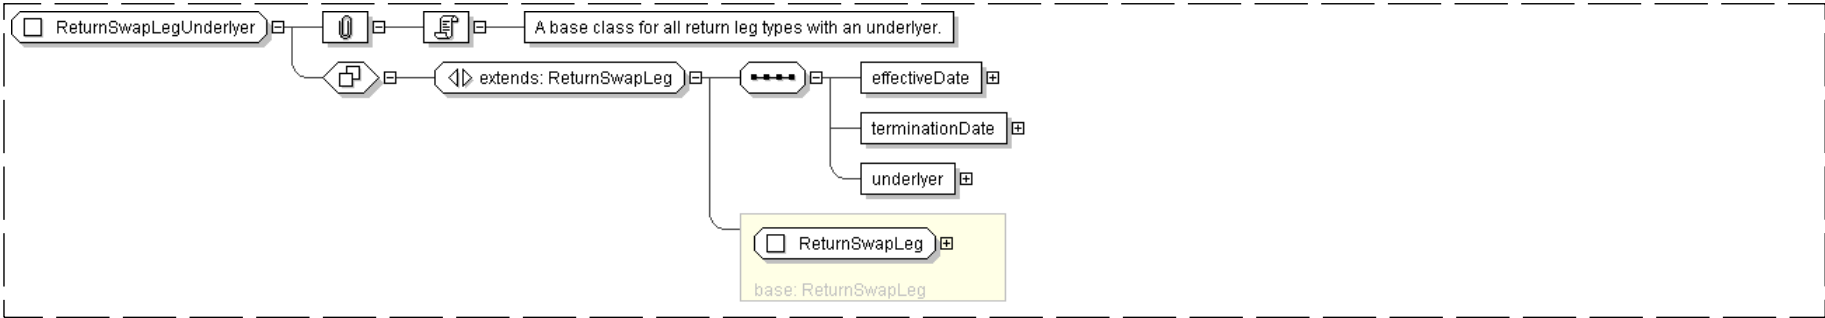 ReturnSwapLegUnderlyer
A base class for all return leg types with an underlyer.
extends: ReturnSwapLeg
effectiveDate
terminationDate
underlyer
ReturnSwapLeg
base: ReturnSwapLeg